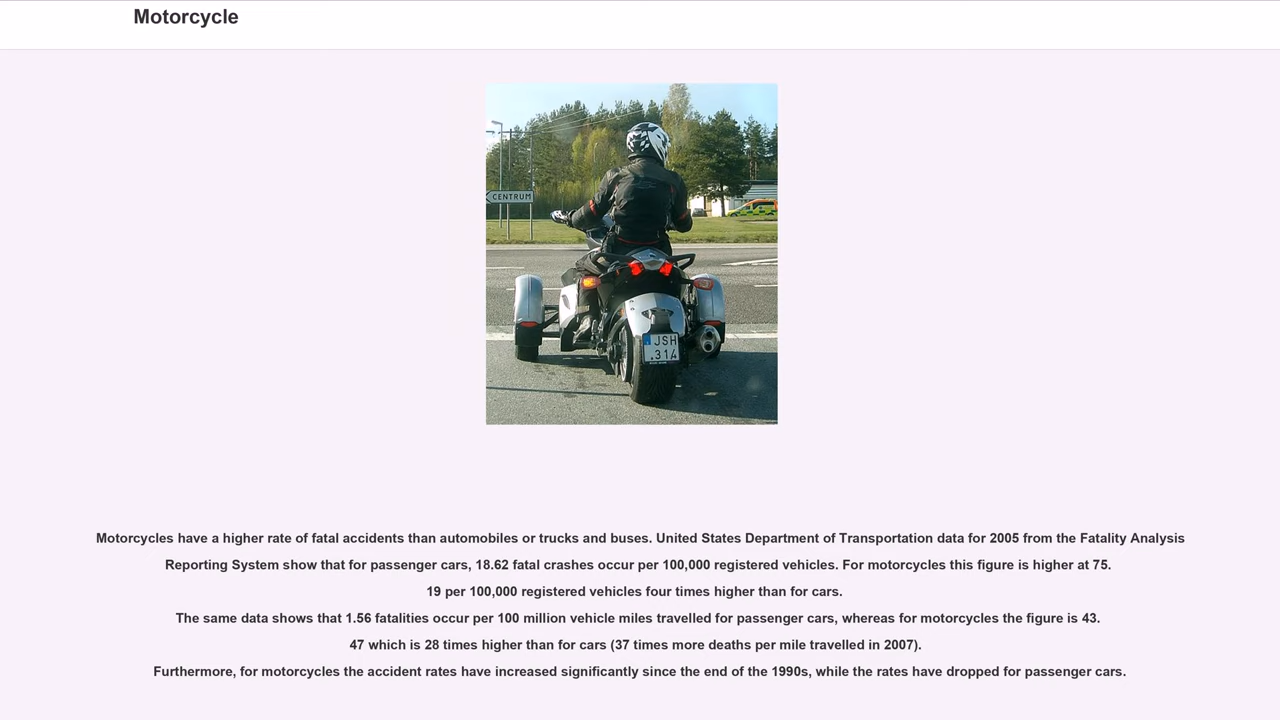 Motorcycle
CENTRUM
JSH
314
Motorcycles have a higher rate of fatal accidents than automobiles or trucks and buses. United States Department of Transportation data for 2005 from the Fatality Analysis
Reporting System show that for passenger cars, 18.62 fatal crashes occur per 100,000 registered vehicles. For motorcycles this figure is higher at 75.
19 per 100,000 registered vehicles four times higher than for cars.
The same data shows that 1.56 fatalities occur per 100 million vehicle miles travelled for passenger cars, whereas for motorcycles the figure is 43.
47 which is 28 times higher than for cars (37 times more deaths per mile travelled in 2007).
Furthermore, for motorcycles the accident rates have increased significantly since the end of the 1990s, while the rates have dropped for passenger cars.